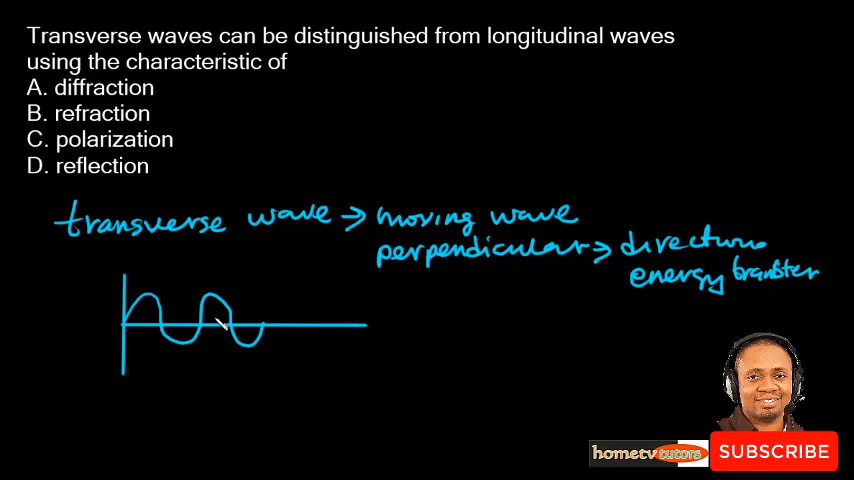 Transverse waves can be distinguished from longitudinal waves
using the characteristic of
A. diffraction
B. refraction
C. polarization
D. reflection
transverse wave → moving wave
perpendicular → direction
energy transfer
hometvtutors
SUBSCRIBE